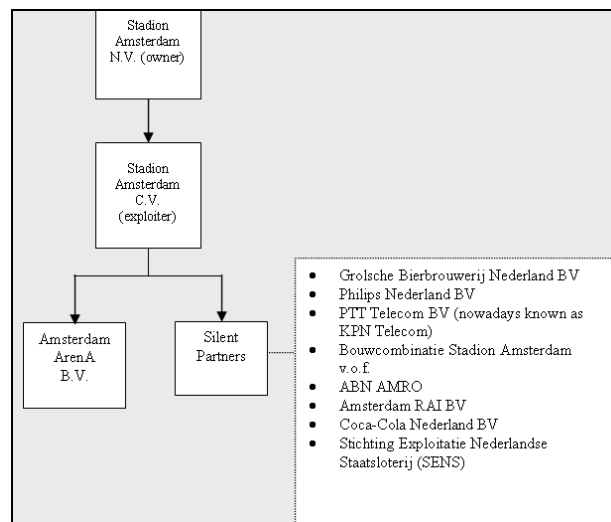 Stadion
Amsterdam
N.V. (owner)
Stadion
Amsterdam
C.V.
(exploiter)
Amsterdam
ArenA
B.V.
Silent
Partners
• Grolsche Bierbrouwerij Nederland BV
• Philips Nederland BV
• PTT Telecom BV (nowadays known as
KPN Telecom)
• Bouwcombinatie Stadion Amsterdam
v.o.f.
• ABN AMRO
• Amsterdam RAI BV
• Coca-Cola Nederland BV
• Stichting Exploitatie Nederlandse
Staatsloterij (SENS)